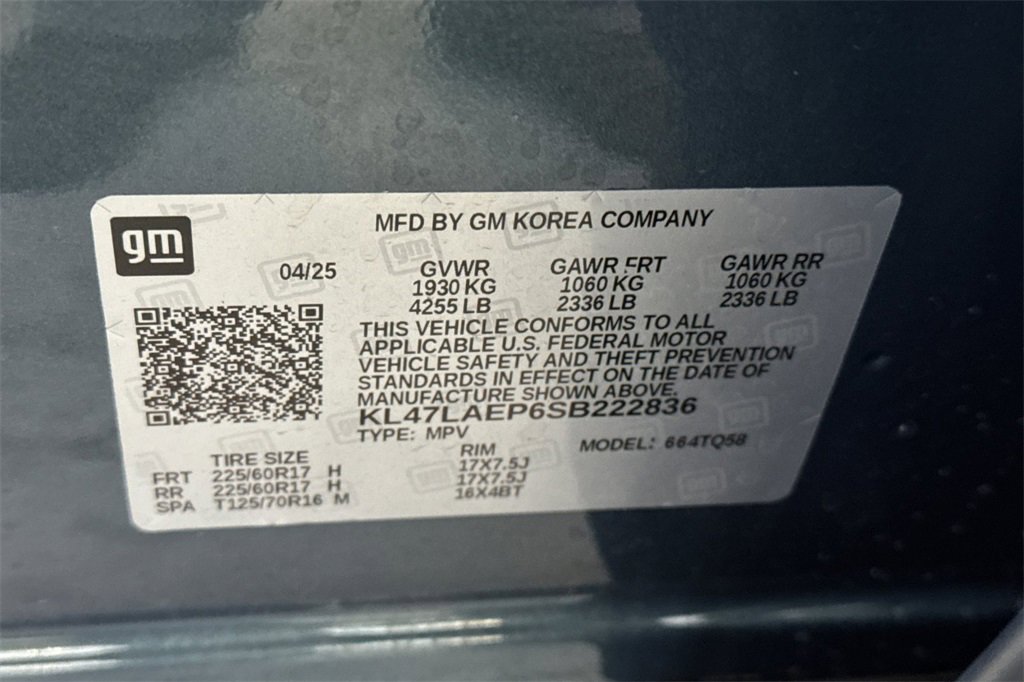 gm
MFD BY GM KOREA COMPANY
04/25
GVWR GAWR FRT GAWR RR
1930 KG 1060 KG 1060 KG
4255 LB 2336 LB 2336 LB
THIS VEHICLE CONFORMS TO ALL
APPLICABLE U.S. FEDERAL MOTOR
VEHICLE SAFETY AND THEFT PREVENTION
STANDARDS IN EFFECT ON THE DATE OF
MANUFACTURE SHOWN ABOVE.
KL47LAEP6SB222836
TYPE: MPV MODEL: 664TQ58
TIRE SIZE RIM
FRT 225/60R17 H 17X7.5J
RR 225/60R17 H 17X7.5J
SPA T125/70R16 M 16X4BT